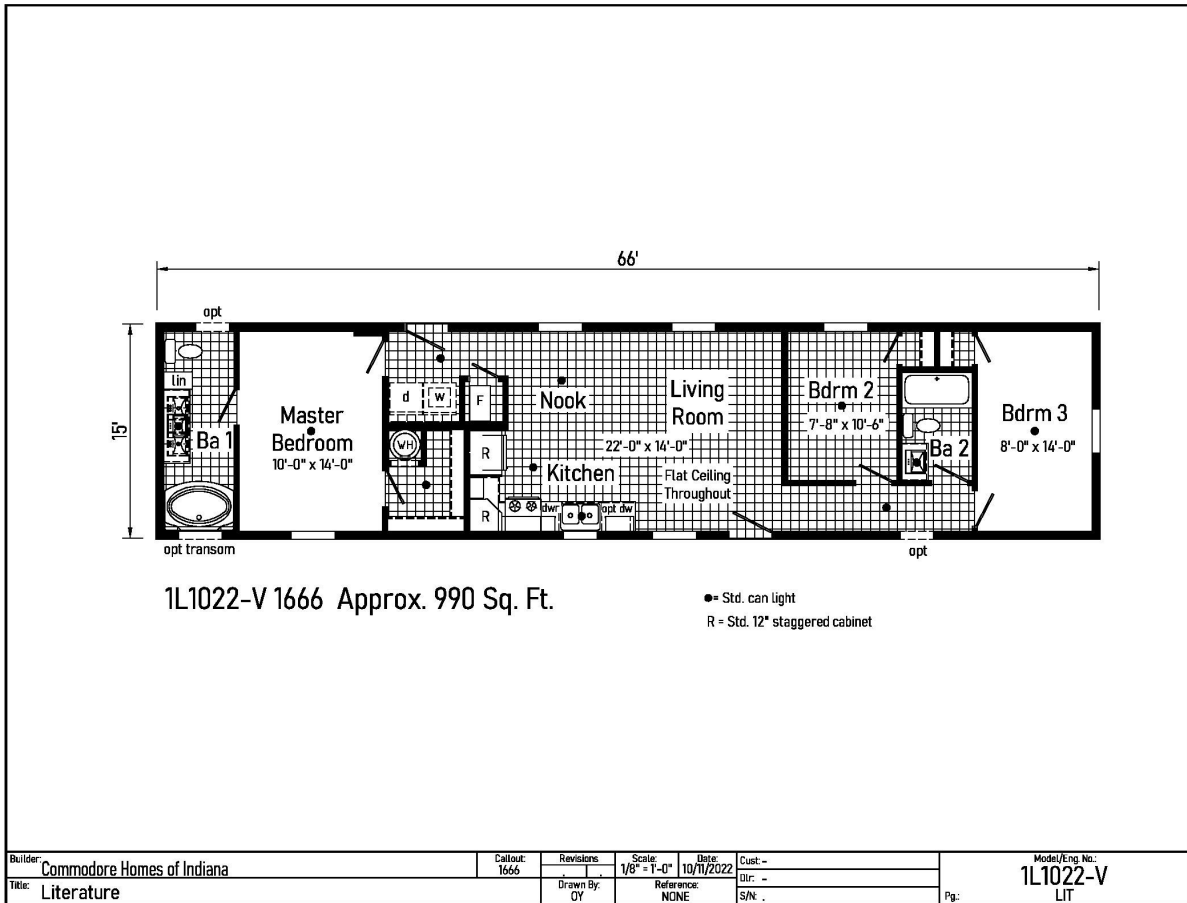 66'
15'
opt
lin
Ba 1
opt transom
Master
Bedroom
10'-0" x 14'-0"
d
w
F
WH
R
R
Nook
Kitchen
dwr
opt dw
Living
Room
22'-0" x 14'-0"
Flat Ceiling
Throughout
Bdrm 2
7'-8" x 10'-6"
Ba 2
Bdrm 3
8'-0" x 14'-0"
opt
1L1022-V 1666 Approx. 990 Sq. Ft.
●= Std. can light
R = Std. 12" staggered cabinet
Builder: Commodore Homes of Indiana
Title: Literature
Callout:
1666
Revisions
Drawn By:
OY
Scale:
1/8" = 1'-0"
Date:
10/11/2022
Reference:
NONE
Cust: -
Dlr: -
S/N: .
Model/Eng. No.:
1L1022-V
Pg.: LIT